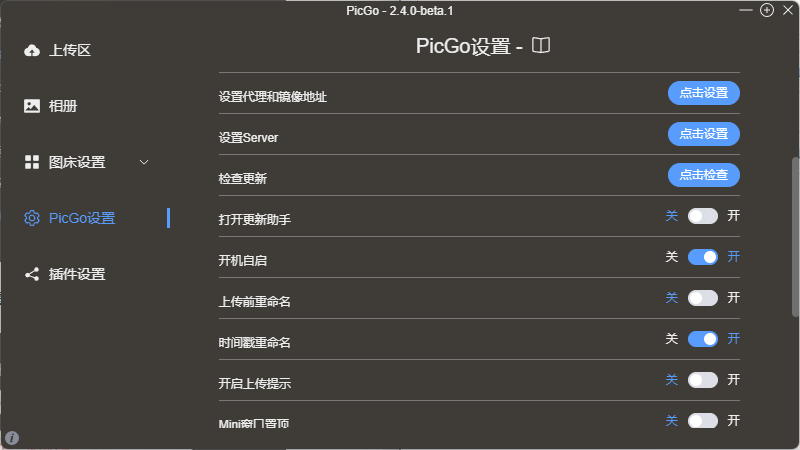 PicGo - 2.4.0-beta.1
上传区
相册
图床设置
PicGo设置
插件设置
PicGo设置 -
设置代理和镜像地址 点击设置
设置Server 点击设置
检查更新 点击检查
打开更新助手 关 开
开机自启 关 开
上传前重命名 关 开
时间戳重命名 关 开
开启上传提示 关 开
Mini窗口置顶 关 开